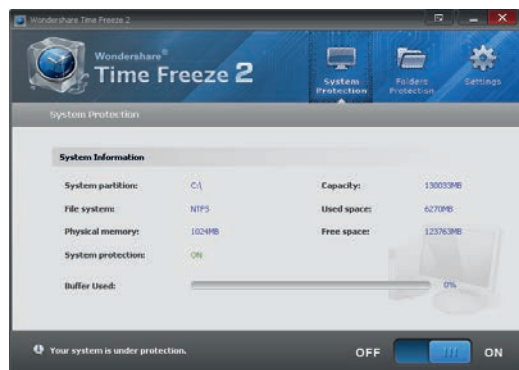 Wondershare Time Freeze 2
Wondershare®
Time Freeze 2
System Protection
Folders Protection
Settings
System Protection
System Information
System partition: C:\ Capacity: 130033MB
File system: NTFS Used space: 6270MB
Physical memory: 1024MB Free space: 123763MB
System protection: ON
Buffer Used: 0%
Your system is under protection.
OFF ON